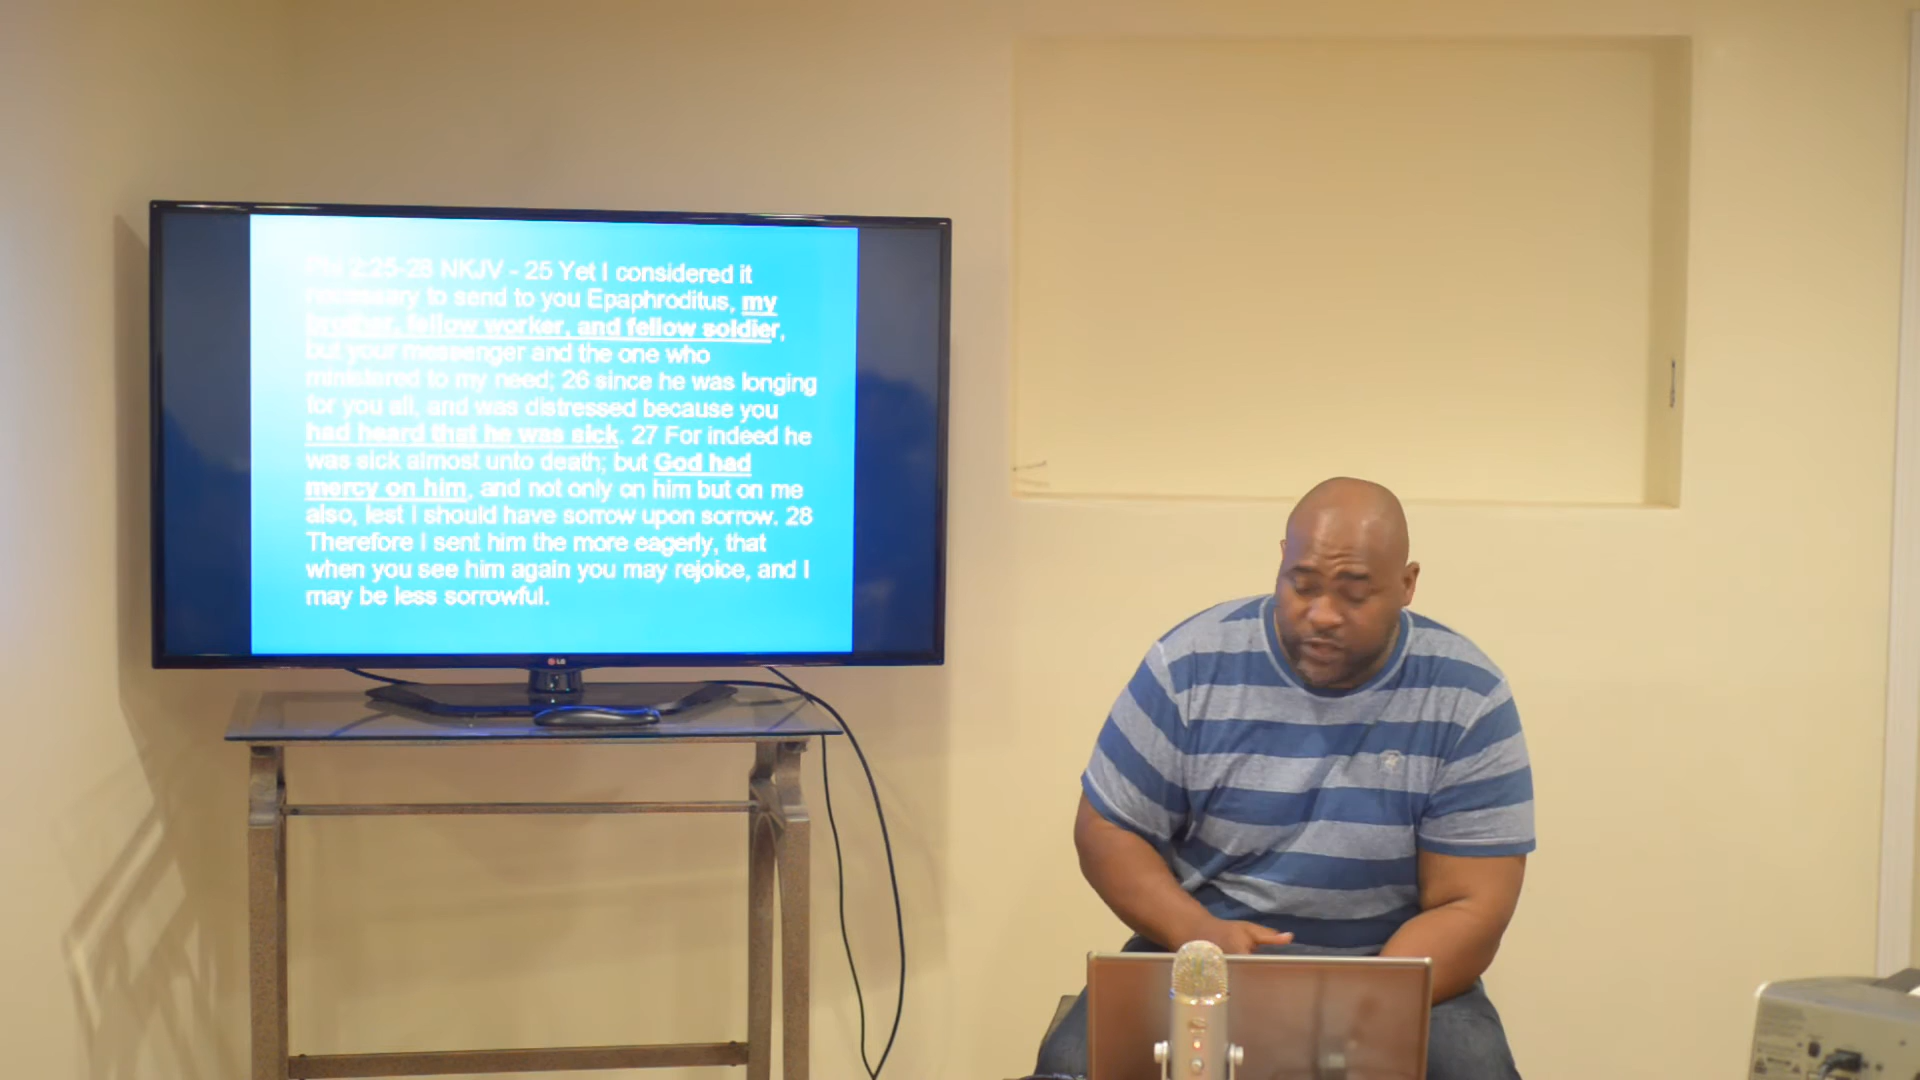 Phil 2:25-28 NKJV - 25 Yet I considered it
necessary to send to you Epaphroditus, my
brother, fellow worker, and fellow soldier,
but your messenger and the one who
ministered to my need; 26 since he was longing
for you all, and was distressed because you
had heard that he was sick. 27 For indeed he
was sick almost unto death; but God had
mercy on him, and not only on him but on me
also, lest I should have sorrow upon sorrow. 28
Therefore I sent him the more eagerly, that
when you see him again you may rejoice, and I
may be less sorrowful.
LG